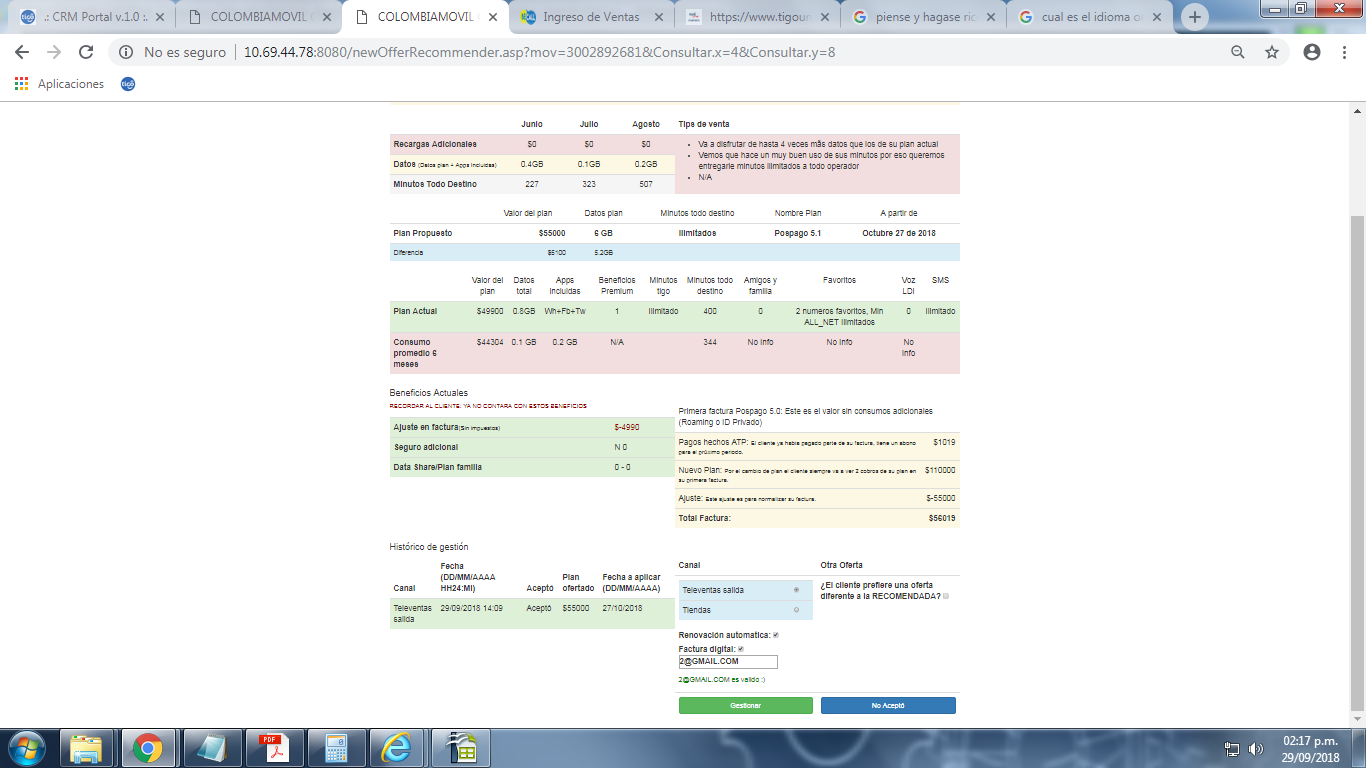 .: CRM Portal v.1.0 :.
COLOMBIAMOVIL
COLOMBIAMOVIL
Ingreso de Ventas
https://www.tigour
piense y hagase ric
cual es el idioma or
No es seguro
10.69.44.78:8080/newOfferRecommender.asp?mov=3002892681&Consultar.x=4&Consultar.y=8
Aplicaciones
Junio Julio Agosto
Recargas Adicionales $0 $0 $0
Datos (Datos plan + Apps incluidas) 0.4GB 0.1GB 0.2GB
Minutos Todo Destino 227 323 507
Tips de venta
Va a disfrutar de hasta 4 veces más datos que los de su plan actual
Vemos que hace un muy buen uso de sus minutos por eso queremos
entregarle minutos ilimitados a todo operador
N/A
Valor del plan Datos plan Minutos todo destino Nombre Plan A partir de
Plan Propuesto $55000 6 GB Ilimitados Pospago 5.1 Octubre 27 de 2018
Diferencia $5100 5.2GB
Valor del plan Datos total Apps incluidas Beneficios Premium Minutos tigo Minutos todo destino Amigos y familia Favoritos Voz LDI SMS
Plan Actual $49900 0.8GB Wh+Fb+Tw 1 Ilimitado 400 0 2 numeros favoritos, Min ALL_NET Ilimitados 0 Ilimitado
Consumo promedio 6 meses $44304 0.1 GB 0.2 GB N/A 344 No Info No Info No Info
Beneficios Actuales
RECORDAR AL CLIENTE: YA NO CONTARA CON ESTOS BENEFICIOS
Ajuste en factura(Sin impuestos) $-4990
Seguro adicional N 0
Data Share/Plan familia 0 - 0
Primera factura Pospago 5.0: Este es el valor sin consumos adicionales
(Roaming o ID Privado)
Pagos hechos ATP: El cliente ya habia pagado parte de su factura, tiene un abono
para el próximo periodo. $1019
Nuevo Plan: Por el cambio de plan el cliente siempre va a ver 2 cobros de su plan en
su primera factura. $110000
Ajuste: Este ajuste es para normalizar su factura. $-55000
Total Factura: $56019
Histórico de gestión
Canal Fecha (DD/MM/AAAA HH24:MI) Aceptó Plan ofertado Fecha a aplicar (DD/MM/AAAA)
Televentas salida 29/09/2018 14:09 Aceptó $55000 27/10/2018
Canal
Televentas salida
Tiendas
Otra Oferta
¿El cliente prefiere una oferta
diferente a la RECOMENDADA?
Renovación automatica:
Factura digital:
2@GMAIL.COM
2@GMAIL.COM es valido :)
Gestionar
No Aceptó
PDF
02:17 p.m.
29/09/2018